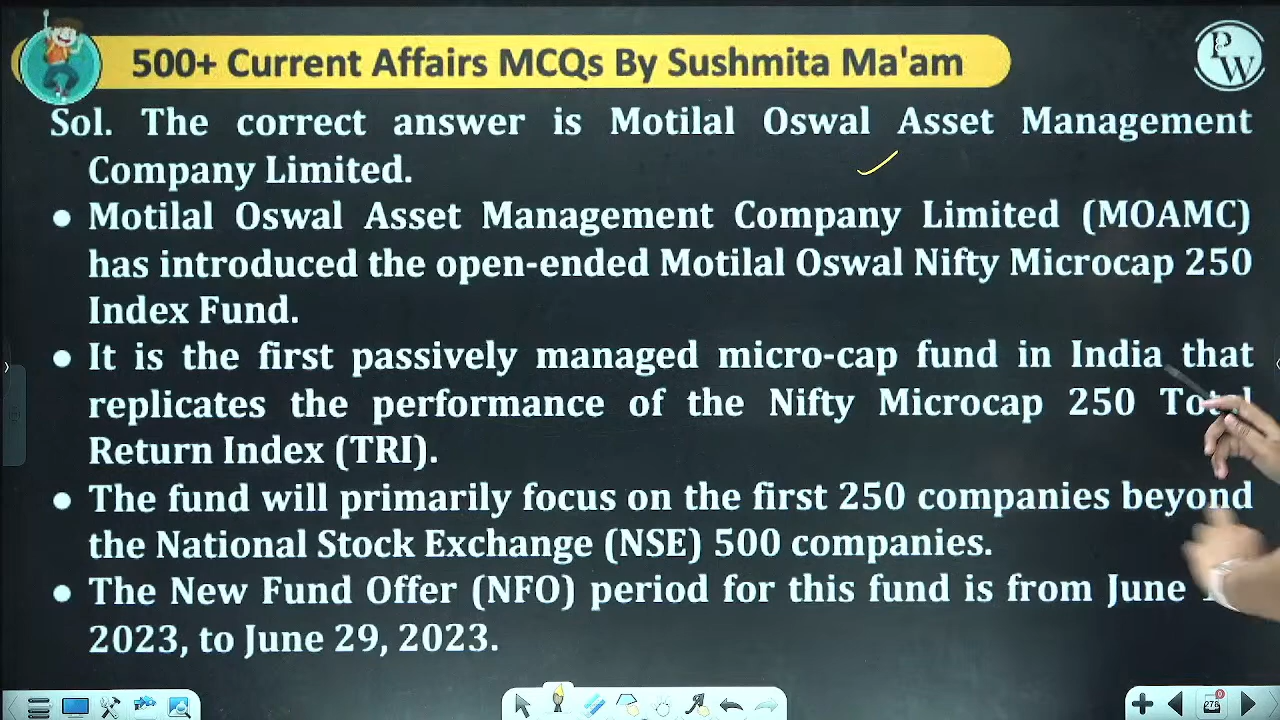 500+ Current Affairs MCQs By Sushmita Ma'am
PW
Sol. The correct answer is Motilal Oswal Asset Management
Company Limited.
• Motilal Oswal Asset Management Company Limited (MOAMC)
has introduced the open-ended Motilal Oswal Nifty Microcap 250
Index Fund.
• It is the first passively managed micro-cap fund in India that
replicates the performance of the Nifty Microcap 250 Total
Return Index (TRI).
• The fund will primarily focus on the first 250 companies beyond
the National Stock Exchange (NSE) 500 companies.
• The New Fund Offer (NFO) period for this fund is from June
2023, to June 29, 2023.